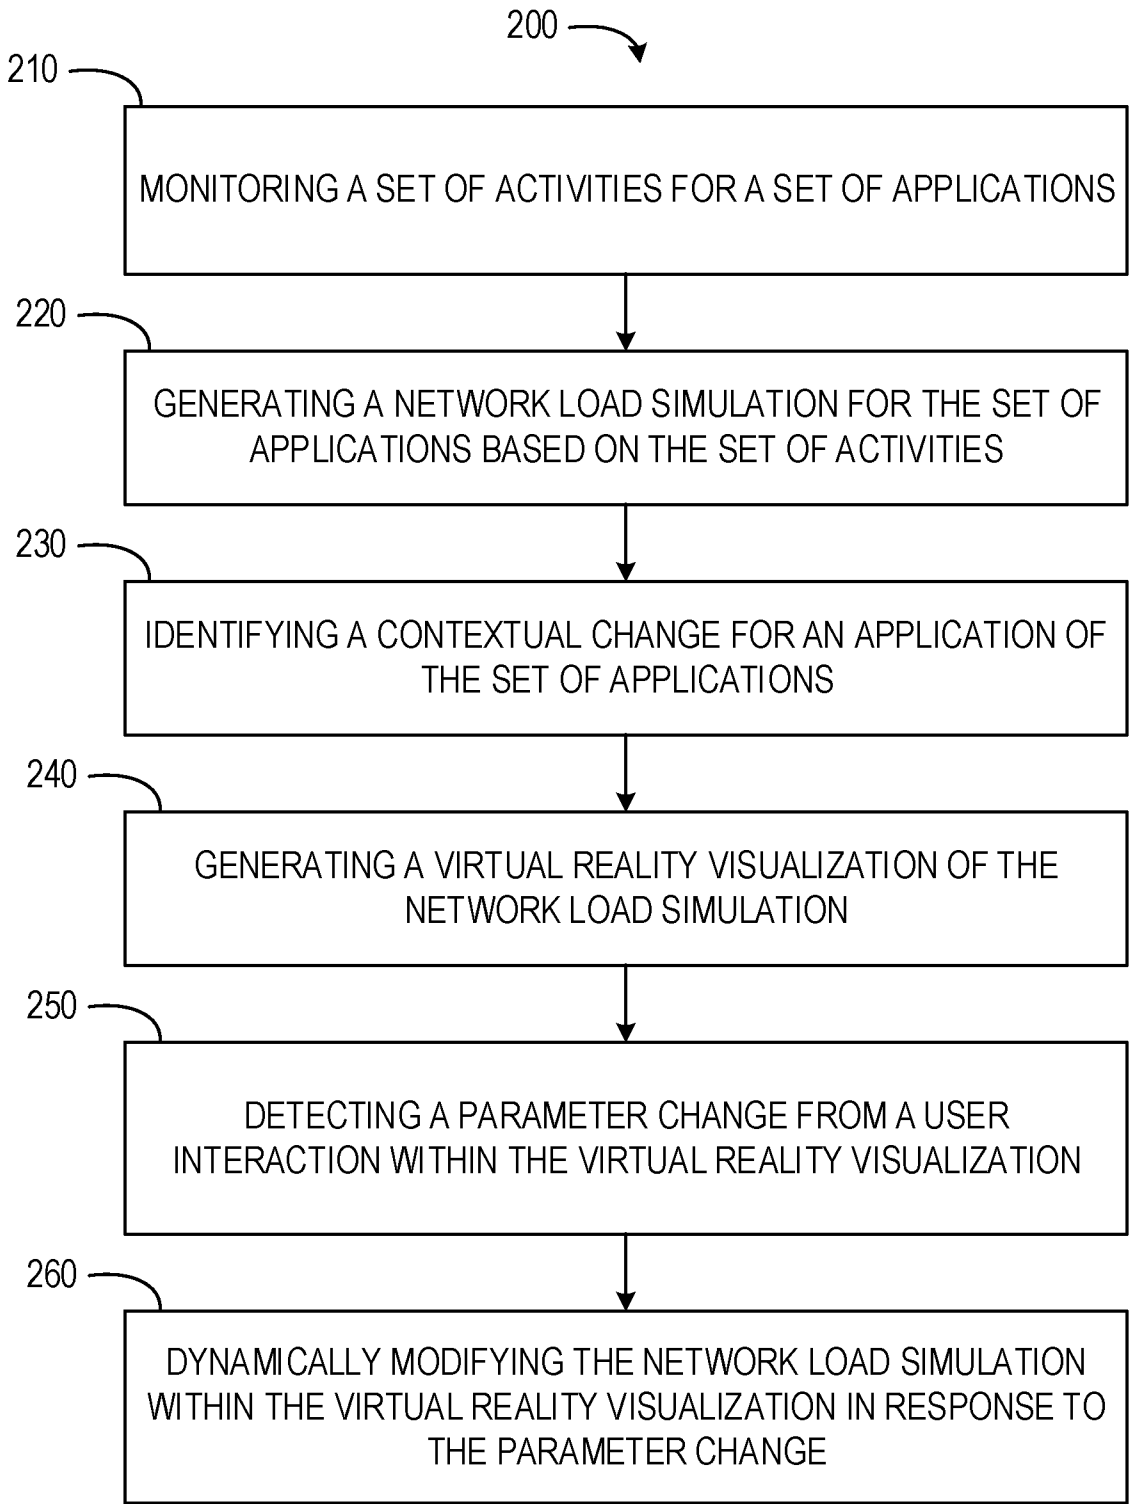 200
210
MONITORING A SET OF ACTIVITIES FOR A SET OF APPLICATIONS
220
GENERATING A NETWORK LOAD SIMULATION FOR THE SET OF
APPLICATIONS BASED ON THE SET OF ACTIVITIES
230
IDENTIFYING A CONTEXTUAL CHANGE FOR AN APPLICATION OF
THE SET OF APPLICATIONS
240
GENERATING A VIRTUAL REALITY VISUALIZATION OF THE
NETWORK LOAD SIMULATION
250
DETECTING A PARAMETER CHANGE FROM A USER
INTERACTION WITHIN THE VIRTUAL REALITY VISUALIZATION
260
DYNAMICALLY MODIFYING THE NETWORK LOAD SIMULATION
WITHIN THE VIRTUAL REALITY VISUALIZATION IN RESPONSE TO
THE PARAMETER CHANGE